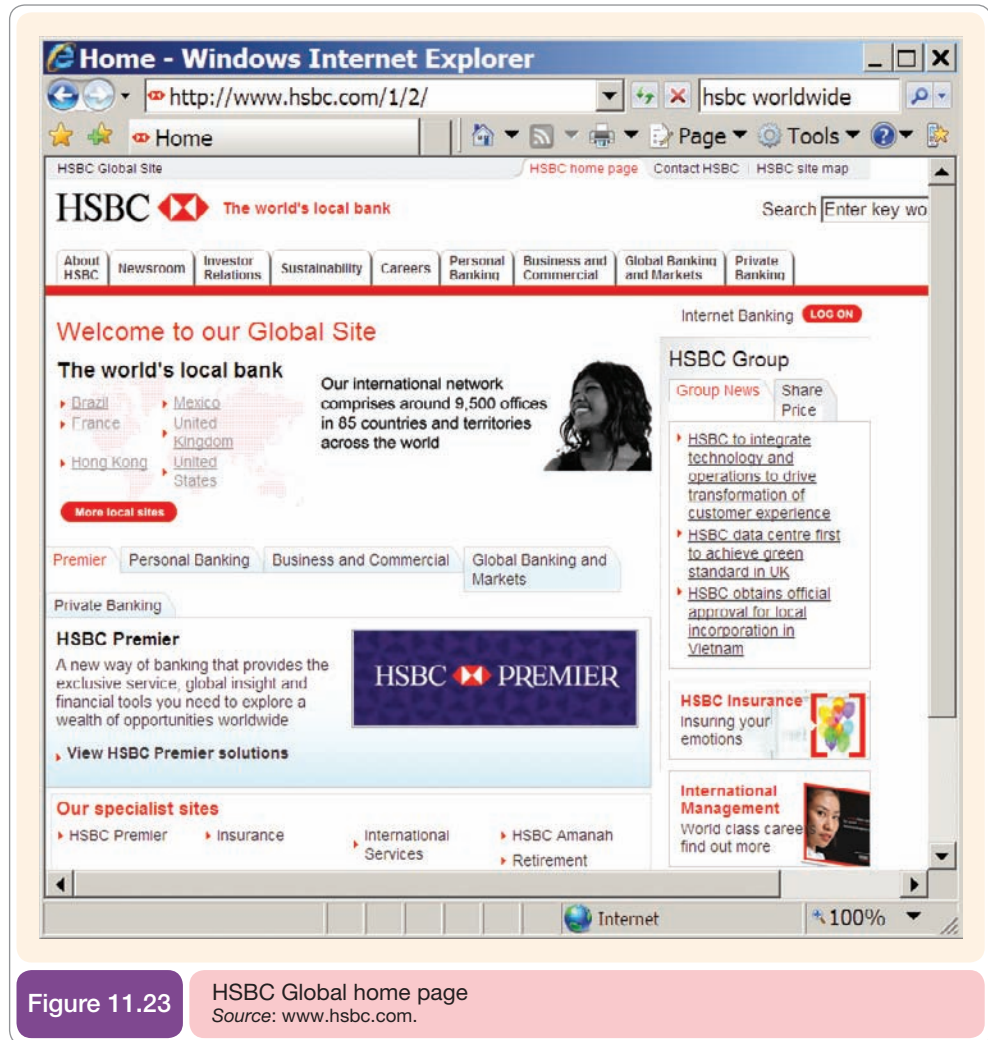 Home - Windows Internet Explorer
http://www.hsbc.com/1/2/
hsbc worldwide
Home
Page
Tools
HSBC Global Site
HSBC home page
Contact HSBC
HSBC site map
HSBC
The world's local bank
Search
Enter key wo
About HSBC
Newsroom
Investor Relations
Sustainability
Careers
Personal Banking
Business and Commercial
Global Banking and Markets
Private Banking
Welcome to our Global Site
The world's local bank
Brazil
Mexico
France
United
Kingdom
Hong Kong
United
States
More local sites
Our international network
comprises around 9,500 offices
in 85 countries and territories
across the world
Internet Banking
LOG ON
HSBC Group
Group News
Share
Price
HSBC to integrate
technology and
operations to drive
transformation of
customer experience
HSBC data centre first
to achieve green
standard in UK
HSBC obtains official
approval for local
incorporation in
Vietnam
Premier
Personal Banking
Business and Commercial
Global Banking and
Markets
Private Banking
HSBC Premier
A new way of banking that provides the
exclusive service, global insight and
financial tools you need to explore a
wealth of opportunities worldwide
View HSBC Premier solutions
HSBC PREMIER
HSBC Insurance
Insuring your
emotions
International
Management
World class caree
find out more
Our specialist sites
HSBC Premier
Insurance
International
Services
HSBC Amanah
Retirement
Internet
100%
Figure 11.23
HSBC Global home page
Source: www.hsbc.com.